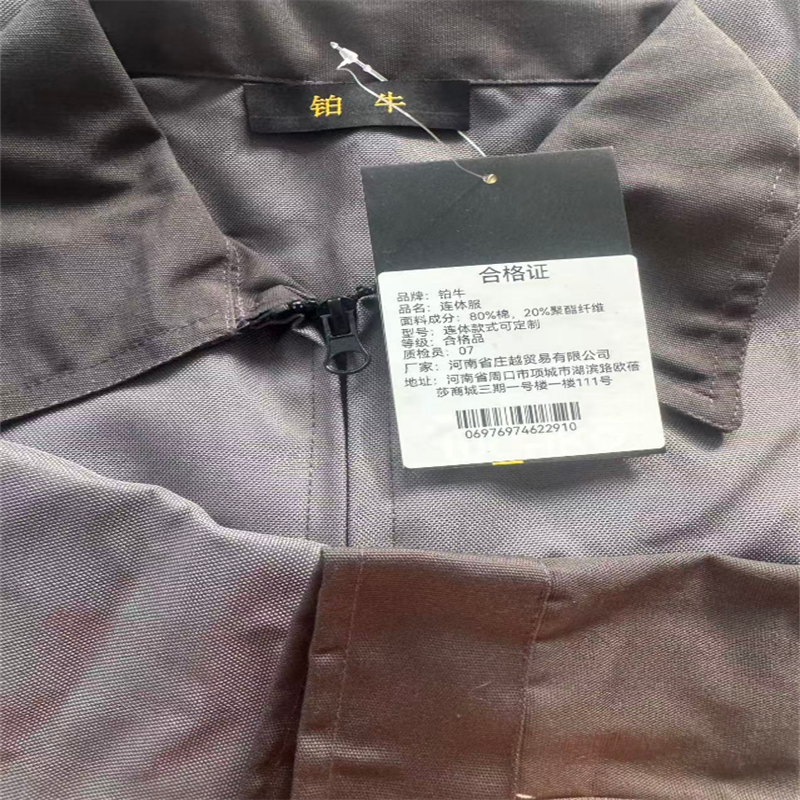 铂牛
合格证
品牌：铂牛
品名：连体服
面料成分：80%棉，20%聚酯纤维
型号：连体款式可定制
等级：合格品
质检员：07
厂家：河南省庄越贸易有限公司
地址：河南省周口市项城市湖滨路欧蓓
莎商城三期一号楼一楼111号
06976974622910